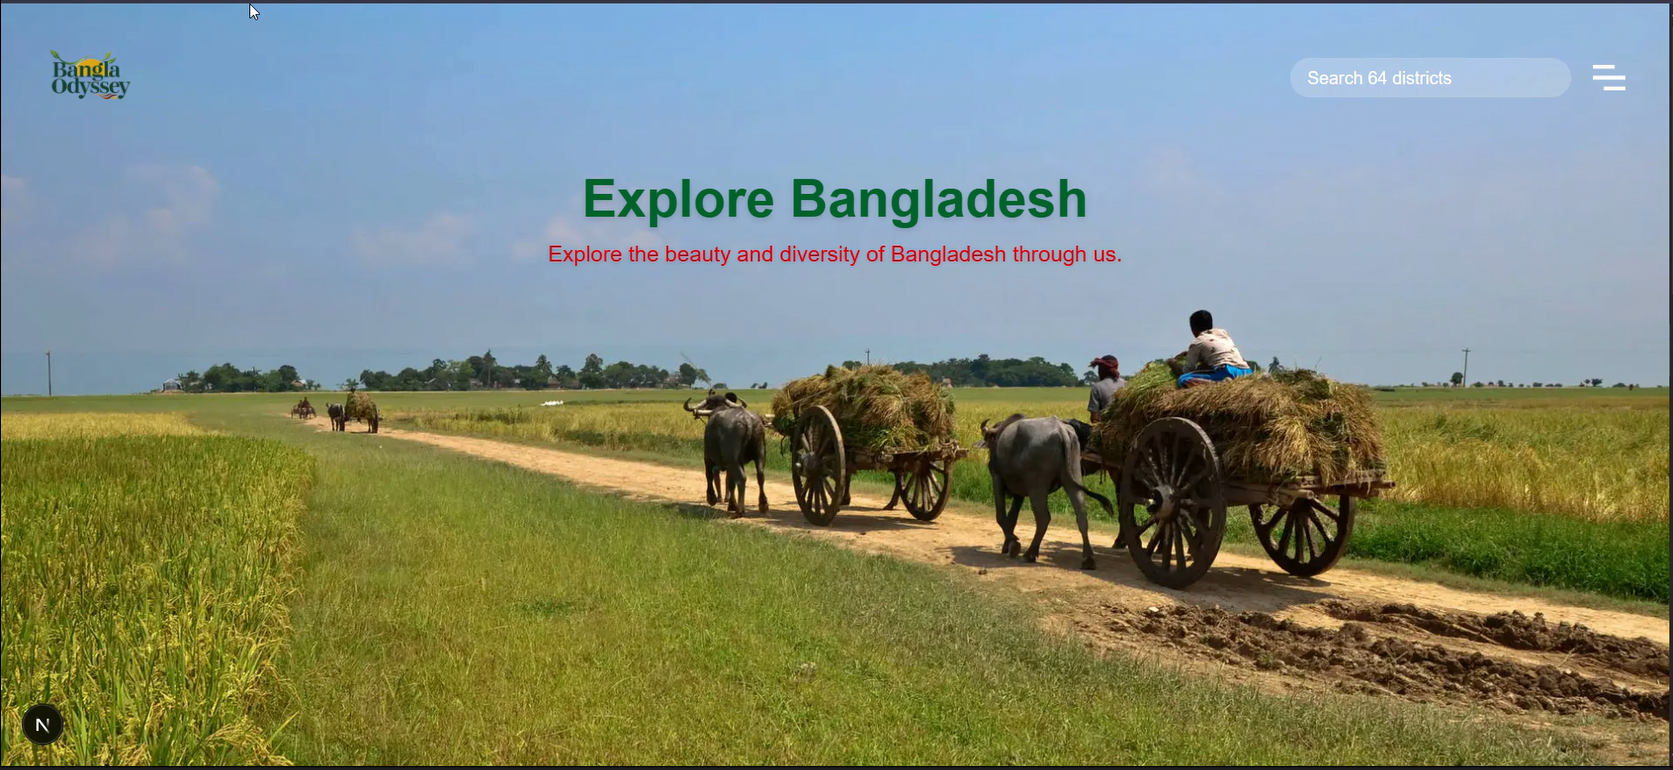 Bangla
Odyssey
Search 64 districts
Explore Bangladesh
Explore the beauty and diversity of Bangladesh through us.
N